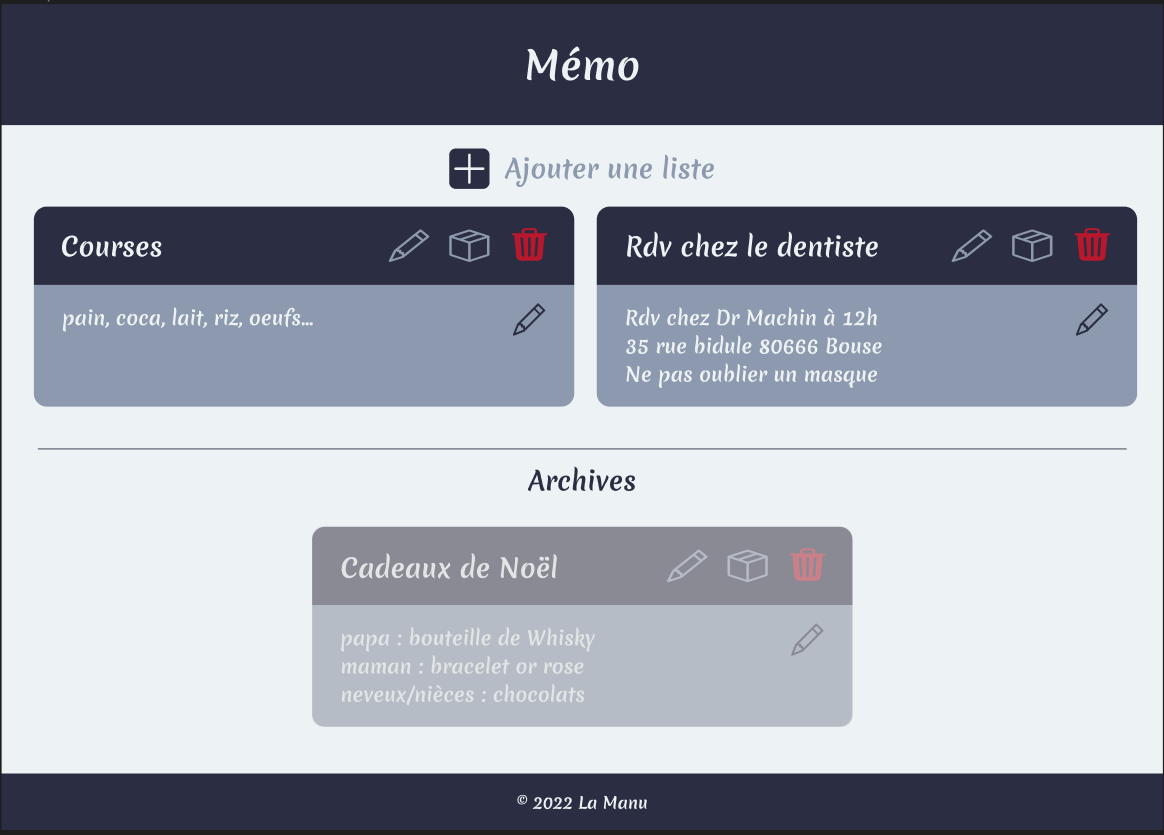 Mémo
Ajouter une liste
Courses
pain, coca, lait, riz, oeufs...
Rdv chez le dentiste
Rdv chez Dr Machin à 12h
35 rue bidule 80666 Bouse
Ne pas oublier un masque
Archives
Cadeaux de Noël
papa : bouteille de Whisky
maman : bracelet or rose
neveux/nièces : chocolats
© 2022 La Manu